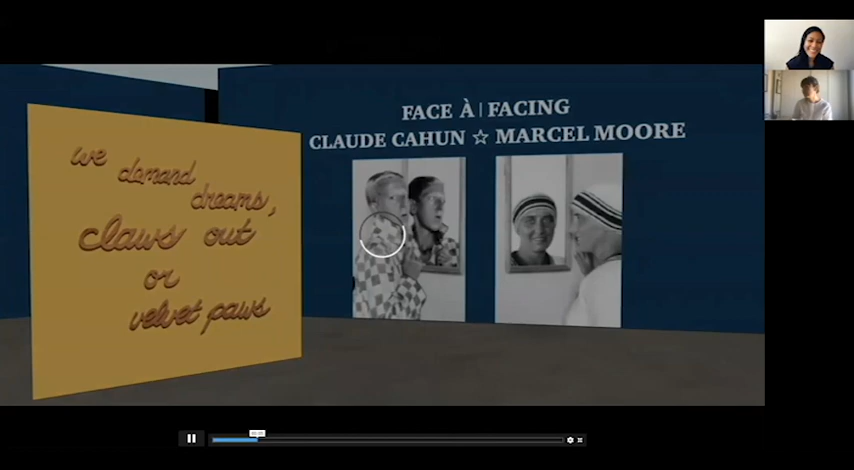 we
demand
dreams,
claws out
or
velvet paws
FACE À | FACING
CLAUDE CAHUN ☆ MARCEL MOORE